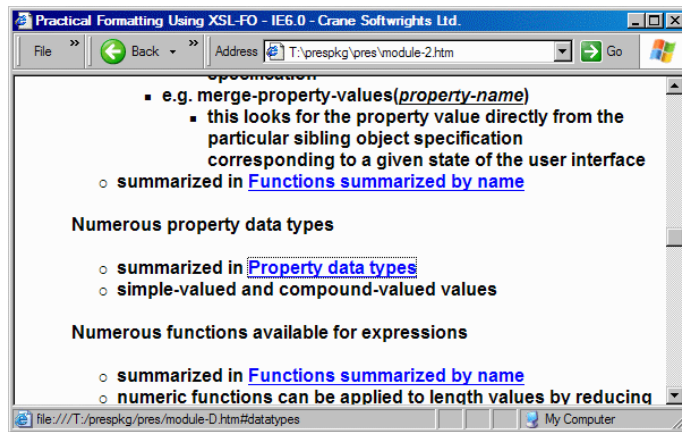 Practical Formatting Using XSL-FO - IE6.0 - Crane Softwrights Ltd.
File » Back » Address T:\prespkg\pres\module-2.htm Go
specification
▪ e.g. merge-property-values(property-name)
▪ this looks for the property value directly from the
particular sibling object specification
corresponding to a given state of the user interface
○ summarized in Functions summarized by name
Numerous property data types
○ summarized in Property data types
○ simple-valued and compound-valued values
Numerous functions available for expressions
○ summarized in Functions summarized by name
○ numeric functions can be applied to length values by reducing
file:///T:/prespkg/pres/module-D.htm#datatypes My Computer